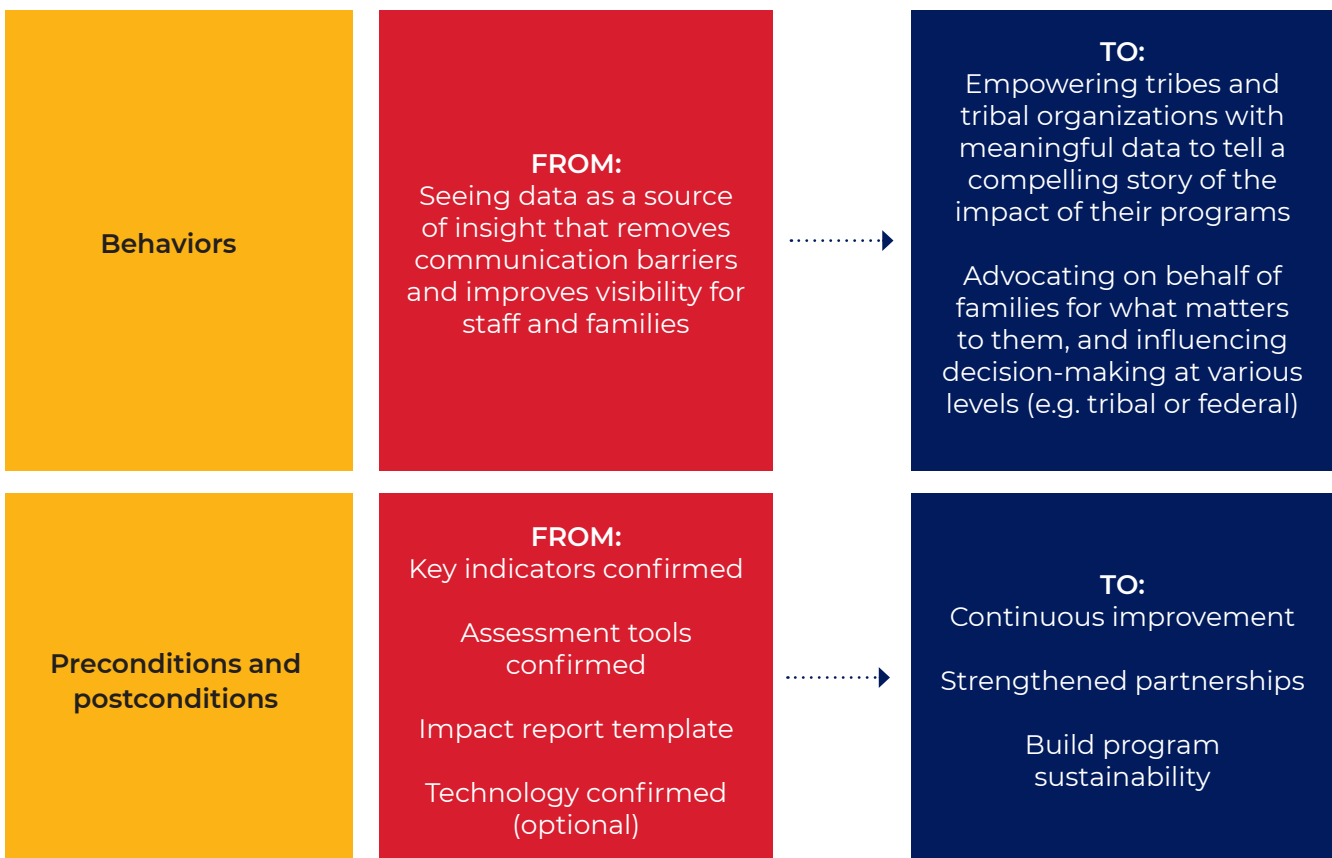 Behaviors
FROM:
Seeing data as a source
of insight that removes
communication barriers
and improves visibility for
staff and families
TO:
Empowering tribes and
tribal organizations with
meaningful data to tell a
compelling story of the
impact of their programs
Advocating on behalf of
families for what matters
to them, and influencing
decision-making at various
levels (e.g. tribal or federal)
Preconditions and
postconditions
FROM:
Key indicators confirmed
Assessment tools
confirmed
Impact report template
Technology confirmed
(optional)
TO:
Continuous improvement
Strengthened partnerships
Build program
sustainability